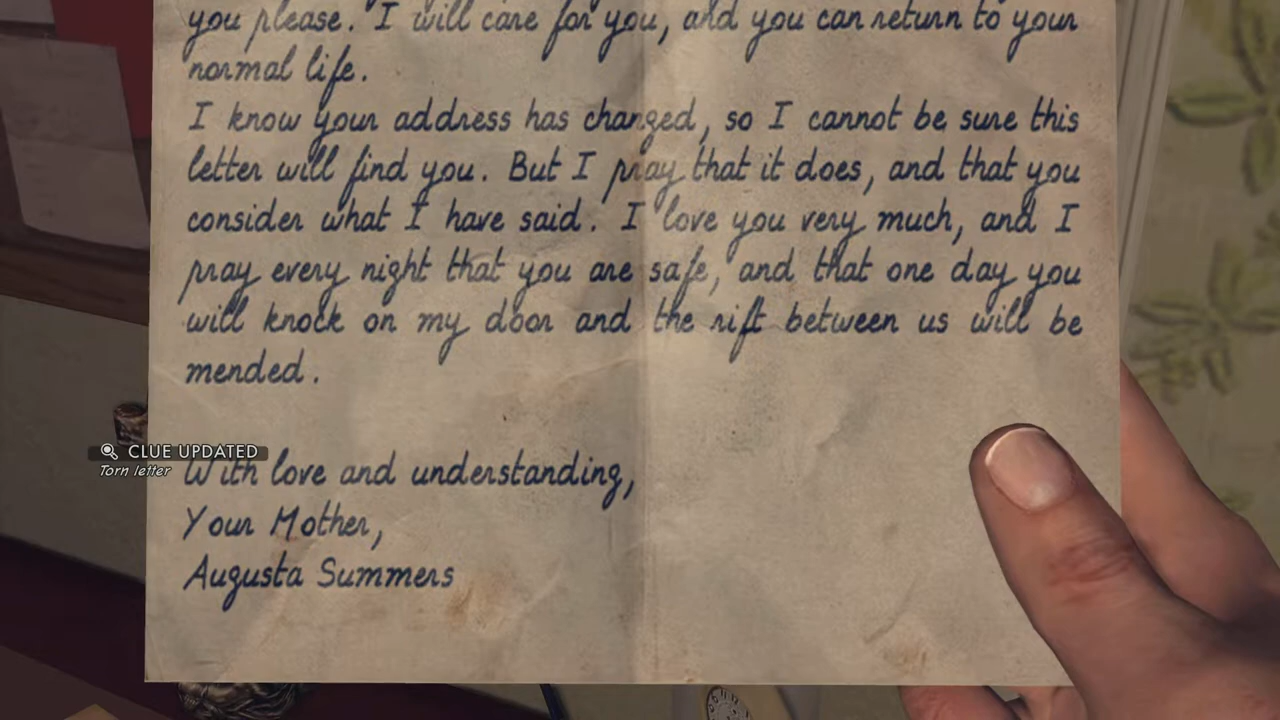 you please. I will care for you, and you can return to your
normal life.
I know your address has changed, so I cannot be sure this
letter will find you. But I pray that it does, and that you
consider what I have said. I love you very much, and I
pray every night that you are safe, and that one day you
will knock on my door and the rift between us will be
mended.
CLUE UPDATED
Torn letter
With love and understanding,
Your Mother,
Augusta Summers